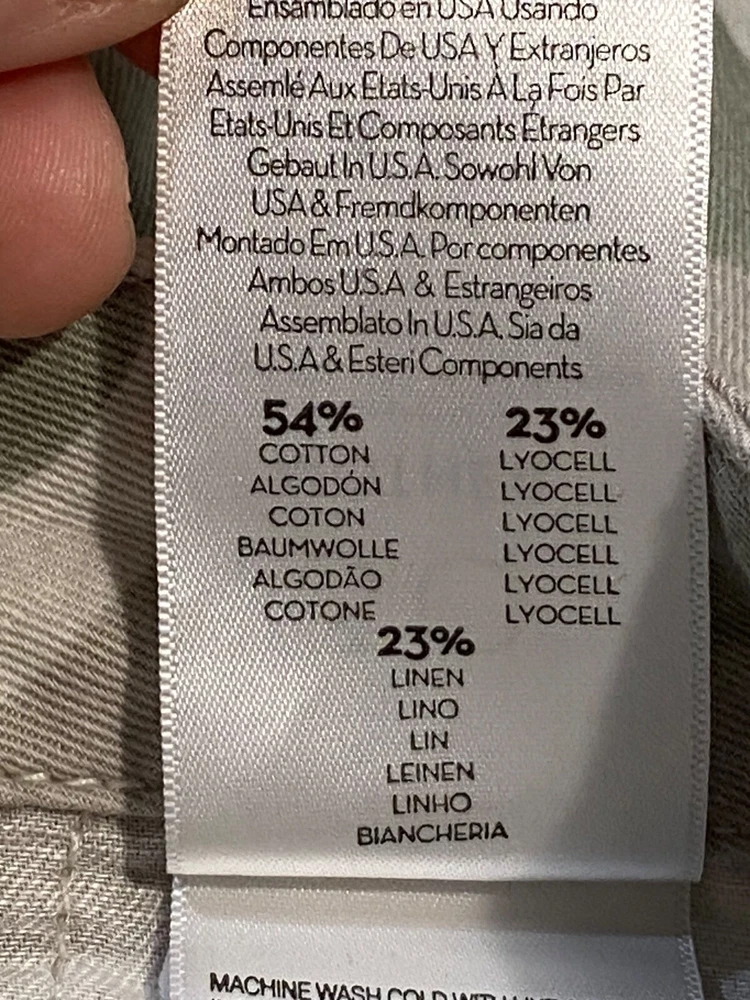 Ensamblado en USA Usando
Componentes De USA Y Extranjeros
Assemlé Aux Etats-Unis À La Fois Par
Etats-Unis Et Composants Étrangers
Gebaut In U.S.A. Sowohl Von
USA & Fremdkomponenten
Montado Em U.S.A. Por componentes
Ambos U.S.A & Estrangeiros
Assemblato In U.S.A. Sia da
U.S.A & Esteri Components
54%
COTTON
ALGODÓN
COTON
BAUMWOLLE
ALGODÃO
COTONE
23%
LYOCELL
LYOCELL
LYOCELL
LYOCELL
LYOCELL
LYOCELL
23%
LINEN
LINO
LIN
LEINEN
LINHO
BIANCHERIA
MACHINE WASH COLD WITH